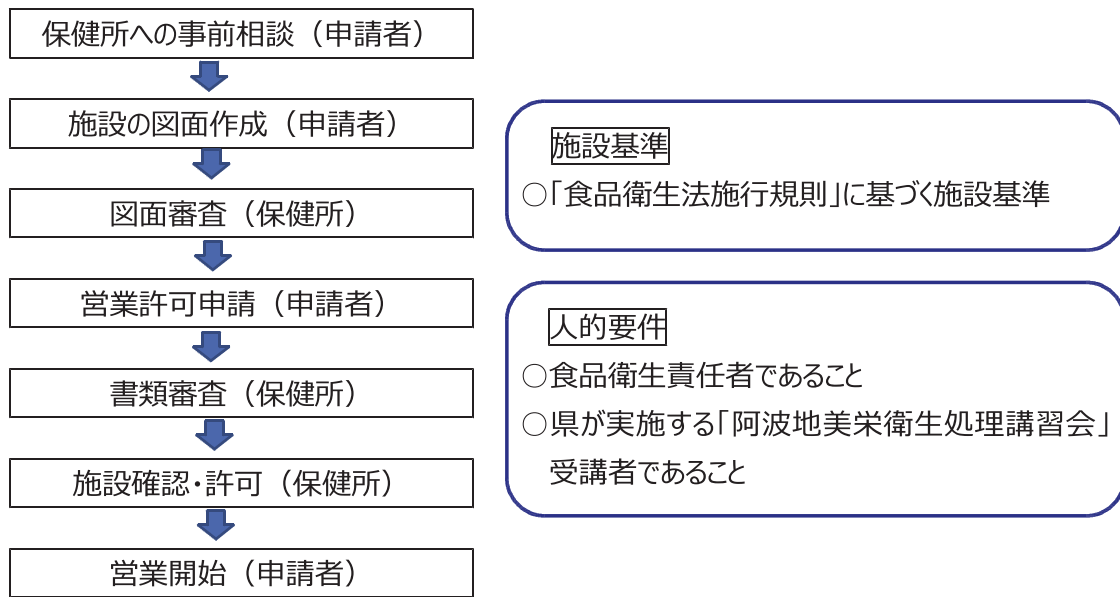 保健所への事前相談（申請者）
施設の図面作成（申請者）
図面審査（保健所）
営業許可申請（申請者）
書類審査（保健所）
施設確認・許可（保健所）
営業開始（申請者）
施設基準
○「食品衛生法施行規則」に基づく施設基準
人的要件
○食品衛生責任者であること
○県が実施する「阿波地美栄衛生処理講習会」
受講者であること